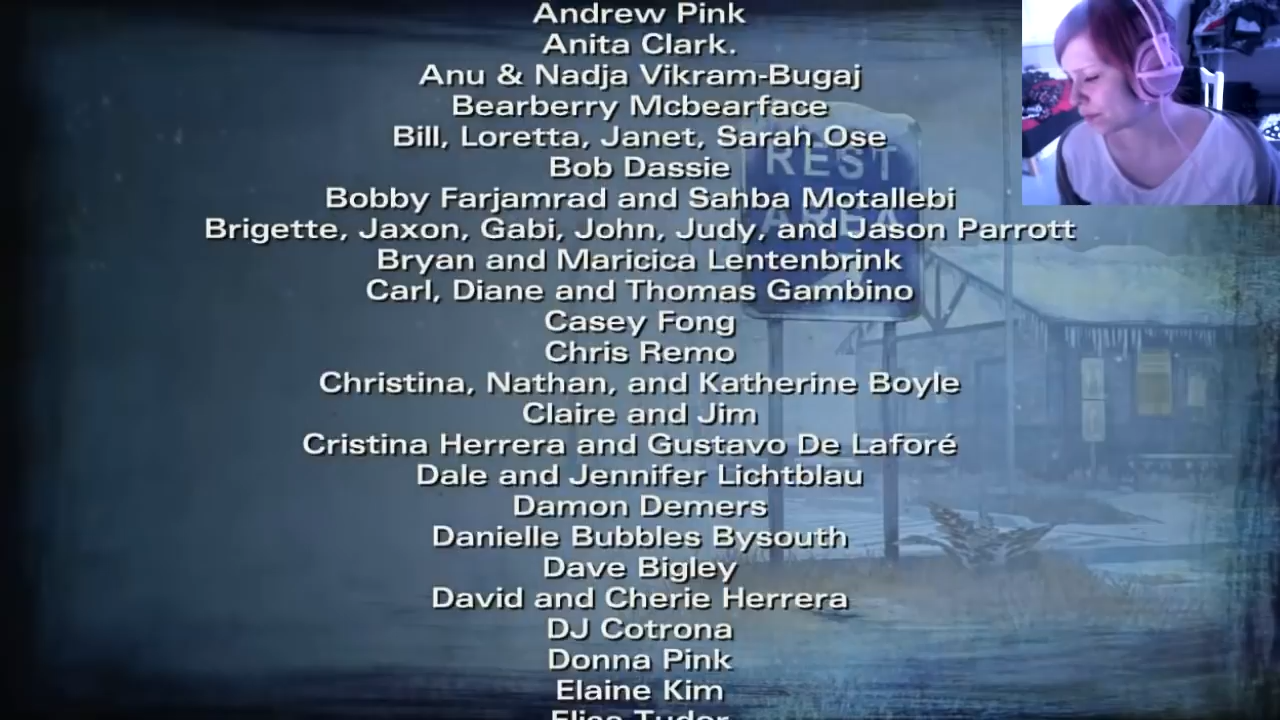 Andrew Pink
Anita Clark.
Anu & Nadja Vikram-Bugaj
Bearberry Mcbearface
Bill, Loretta, Janet, Sarah Ose
REST
Bob Dassie
Bobby Farjamrad and Sahba Motallebi
AREA
Brigette, Jaxon, Gabi, John, Judy, and Jason Parrott
Bryan and Maricica Lentenbrink
Carl, Diane and Thomas Gambino
Casey Fong
Chris Remo
Christina, Nathan, and Katherine Boyle
Claire and Jim
Cristina Herrera and Gustavo De Laforé
Dale and Jennifer Lichtblau
Damon Demers
Danielle Bubbles Bysouth
Dave Bigley
David and Cherie Herrera
DJ Cotrona
Donna Pink
Elaine Kim
Elisa Tudor